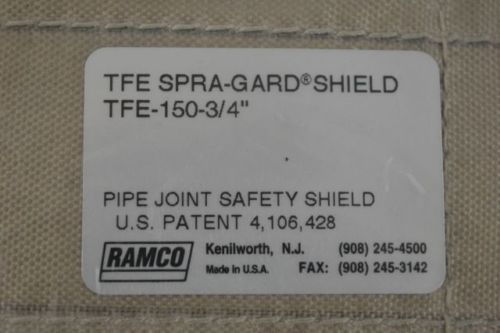 TFE SPRA-GARD®SHIELD
TFE-150-3/4"
PIPE JOINT SAFETY SHIELD
U.S. PATENT 4,106,428
RAMCO Kenilworth, N.J. (908) 245-4500
Made in U.S.A. FAX: (908) 245-3142